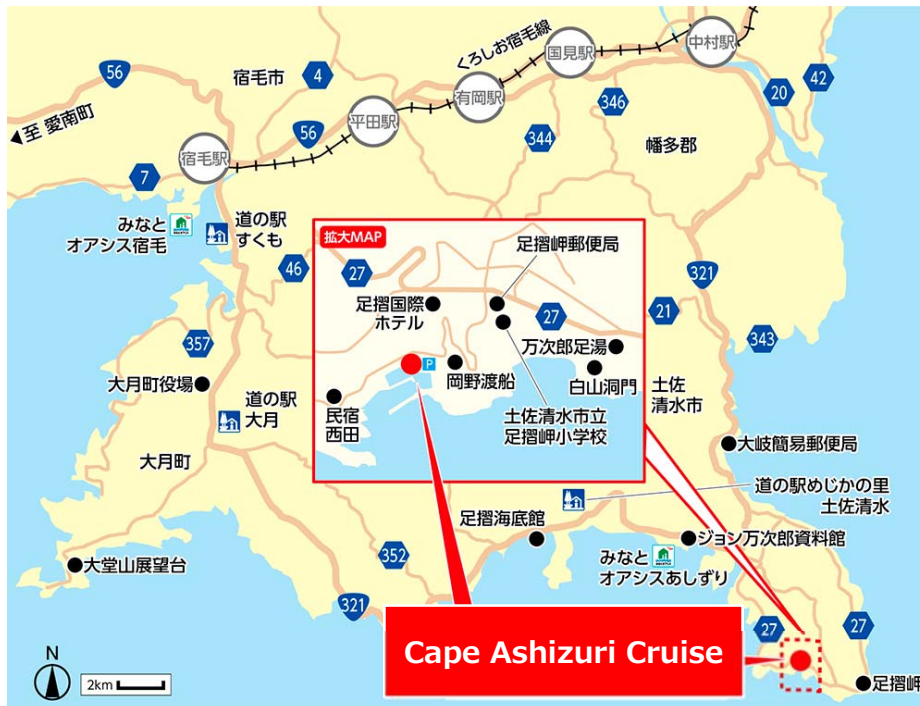 くろしお宿毛線
中村駅
国見駅
有岡駅
平田駅
宿毛駅
56
宿毛市
4
42
20
346
344
56
幡多郡
至 愛南町
7
みなと
オアシス宿毛
道の駅
すくも
46
321
21
343
357
大月町役場
道の駅
大月
大月町
拡大MAP
27
足摺岬郵便局
足摺国際
ホテル
27
万次郎足湯
P
岡野渡船
白山洞門
民宿
西田
土佐清水市立
足摺岬小学校
土佐
清水市
大岐簡易郵便局
道の駅めじかの里
土佐清水
足摺海底館
ジョン万次郎資料館
みなと
オアシスあしずり
大堂山展望台
352
321
Cape Ashizuri Cruise
27
27
足摺岬
N
2km